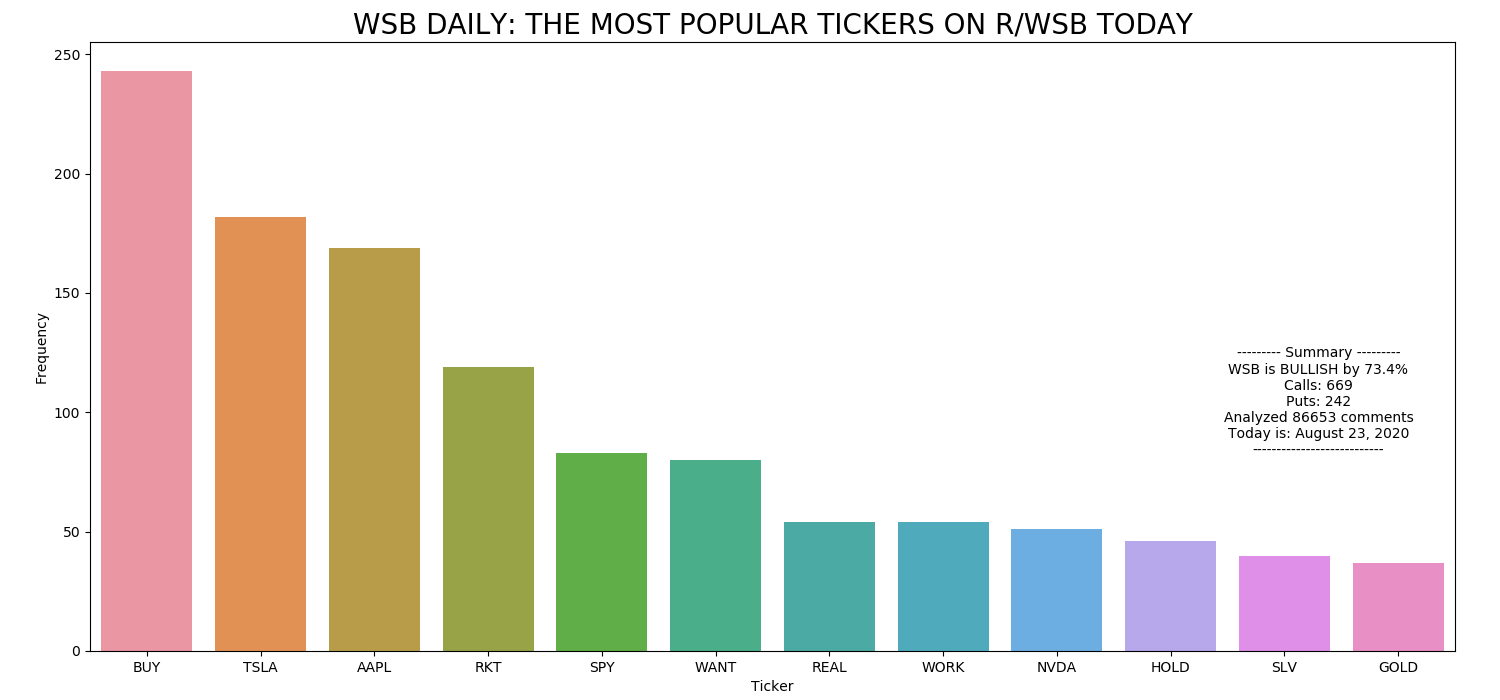 WSB DAILY: THE MOST POPULAR TICKERS ON R/WSB TODAY
250
200
150
100
50
0
Frequency
--------- Summary ---------
WSB is BULLISH by 73.4%
Calls: 669
Puts: 242
Analyzed 86653 comments
Today is: August 23, 2020
---------------------------
BUY TSLA AAPL RKT SPY WANT REAL WORK NVDA HOLD SLV GOLD
Ticker